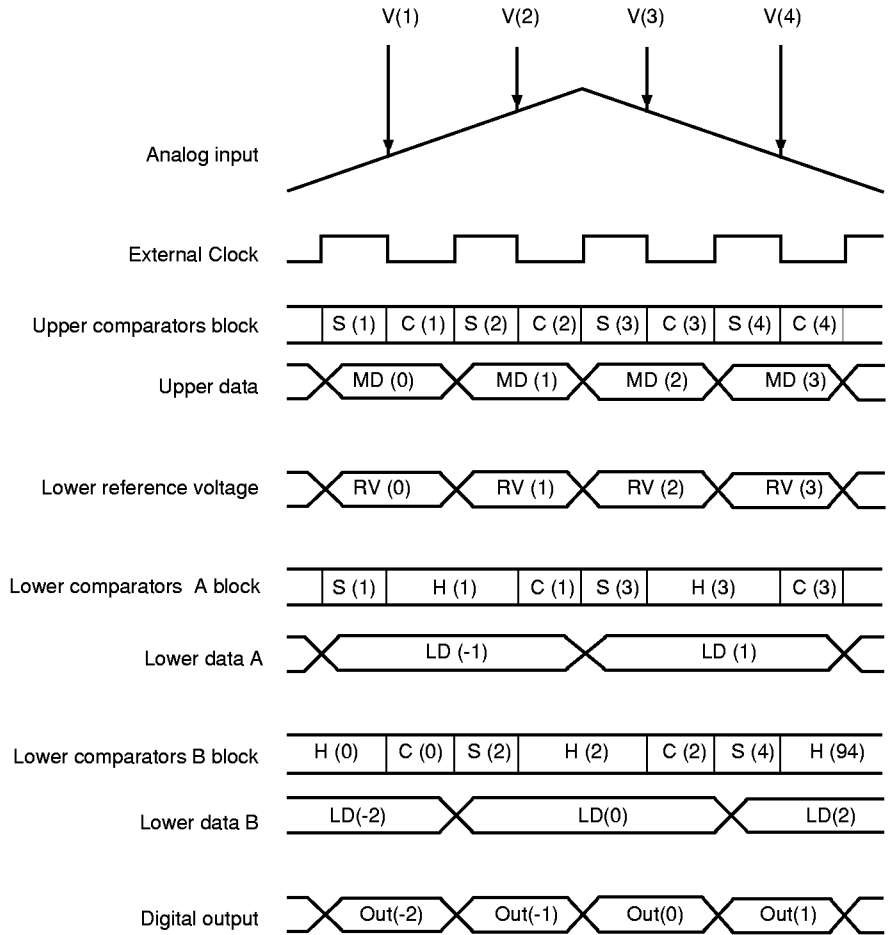 V(1) V(2) V(3) V(4)
Analog input
External Clock
Upper comparators block S (1) C (1) S (2) C (2) S (3) C (3) S (4) C (4)
Upper data MD (0) MD (1) MD (2) MD (3)
Lower reference voltage RV (0) RV (1) RV (2) RV (3)
Lower comparators A block S (1) H (1) C (1) S (3) H (3) C (3)
Lower data A LD (-1) LD (1)
Lower comparators B block H (0) C (0) S (2) H (2) C (2) S (4) H (94)
Lower data B LD(-2) LD(0) LD(2)
Digital output Out(-2) Out(-1) Out(0) Out(1)